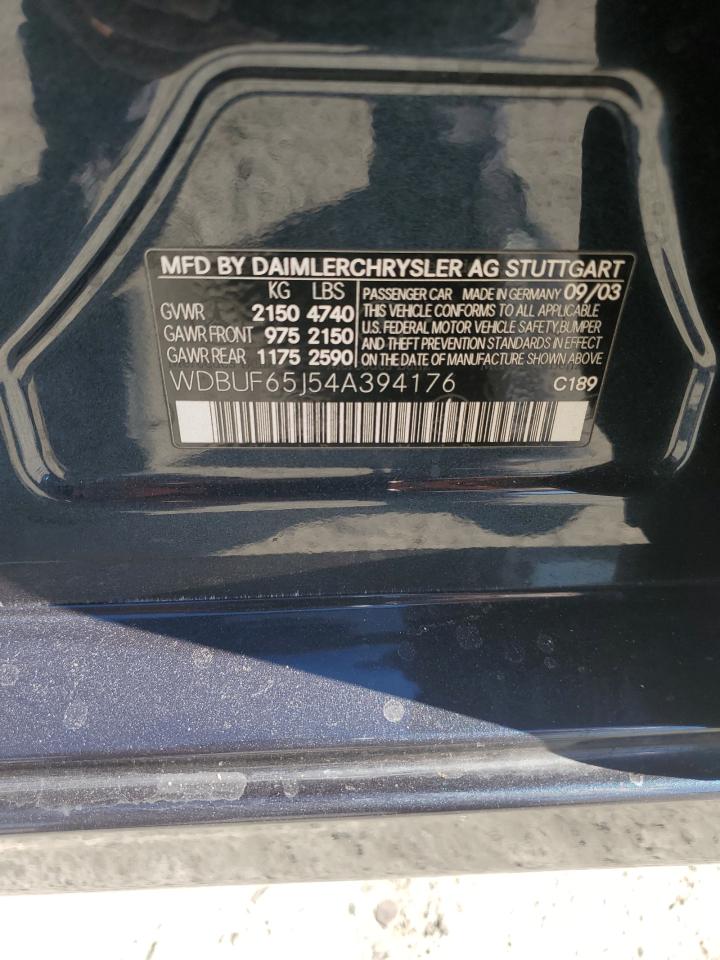 MFD BY DAIMLERCHRYSLER AG STUTTGART
KG LBS
GVWR 2150 4740
GAWR FRONT 975 2150
GAWR REAR 1175 2590
PASSENGER CAR MADE IN GERMANY 09/03
THIS VEHICLE CONFORMS TO ALL APPLICABLE
U.S. FEDERAL MOTOR VEHICLE SAFETY, BUMPER
AND THEFT PREVENTION STANDARDS IN EFFECT
ON THE DATE OF MANUFACTURE SHOWN ABOVE
WDBUF65J54A394176 C189